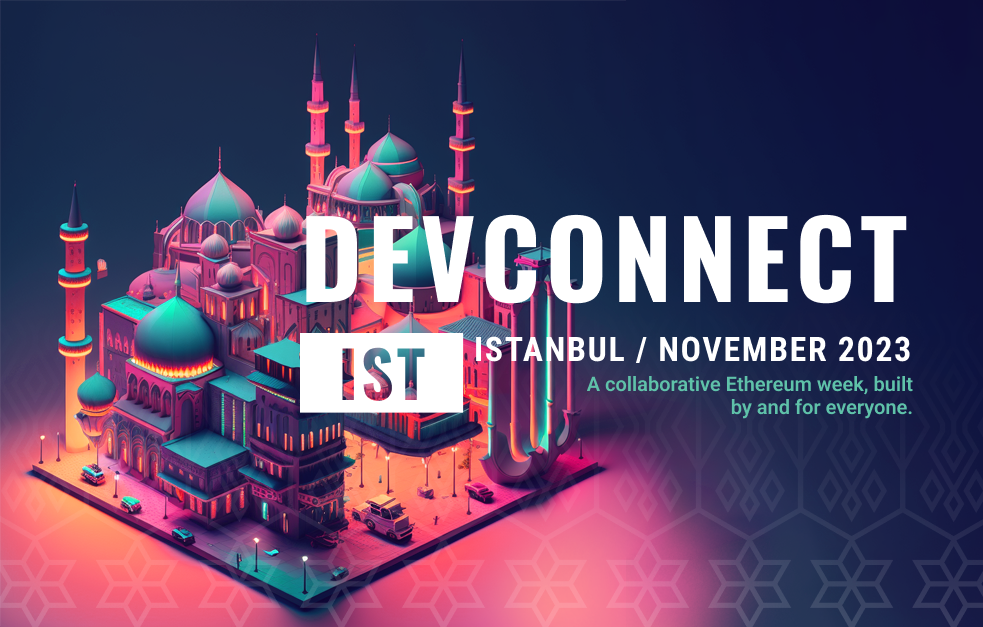 DEVCONNECT
IST
ISTANBUL / NOVEMBER 2023
A collaborative Ethereum week, built
by and for everyone.